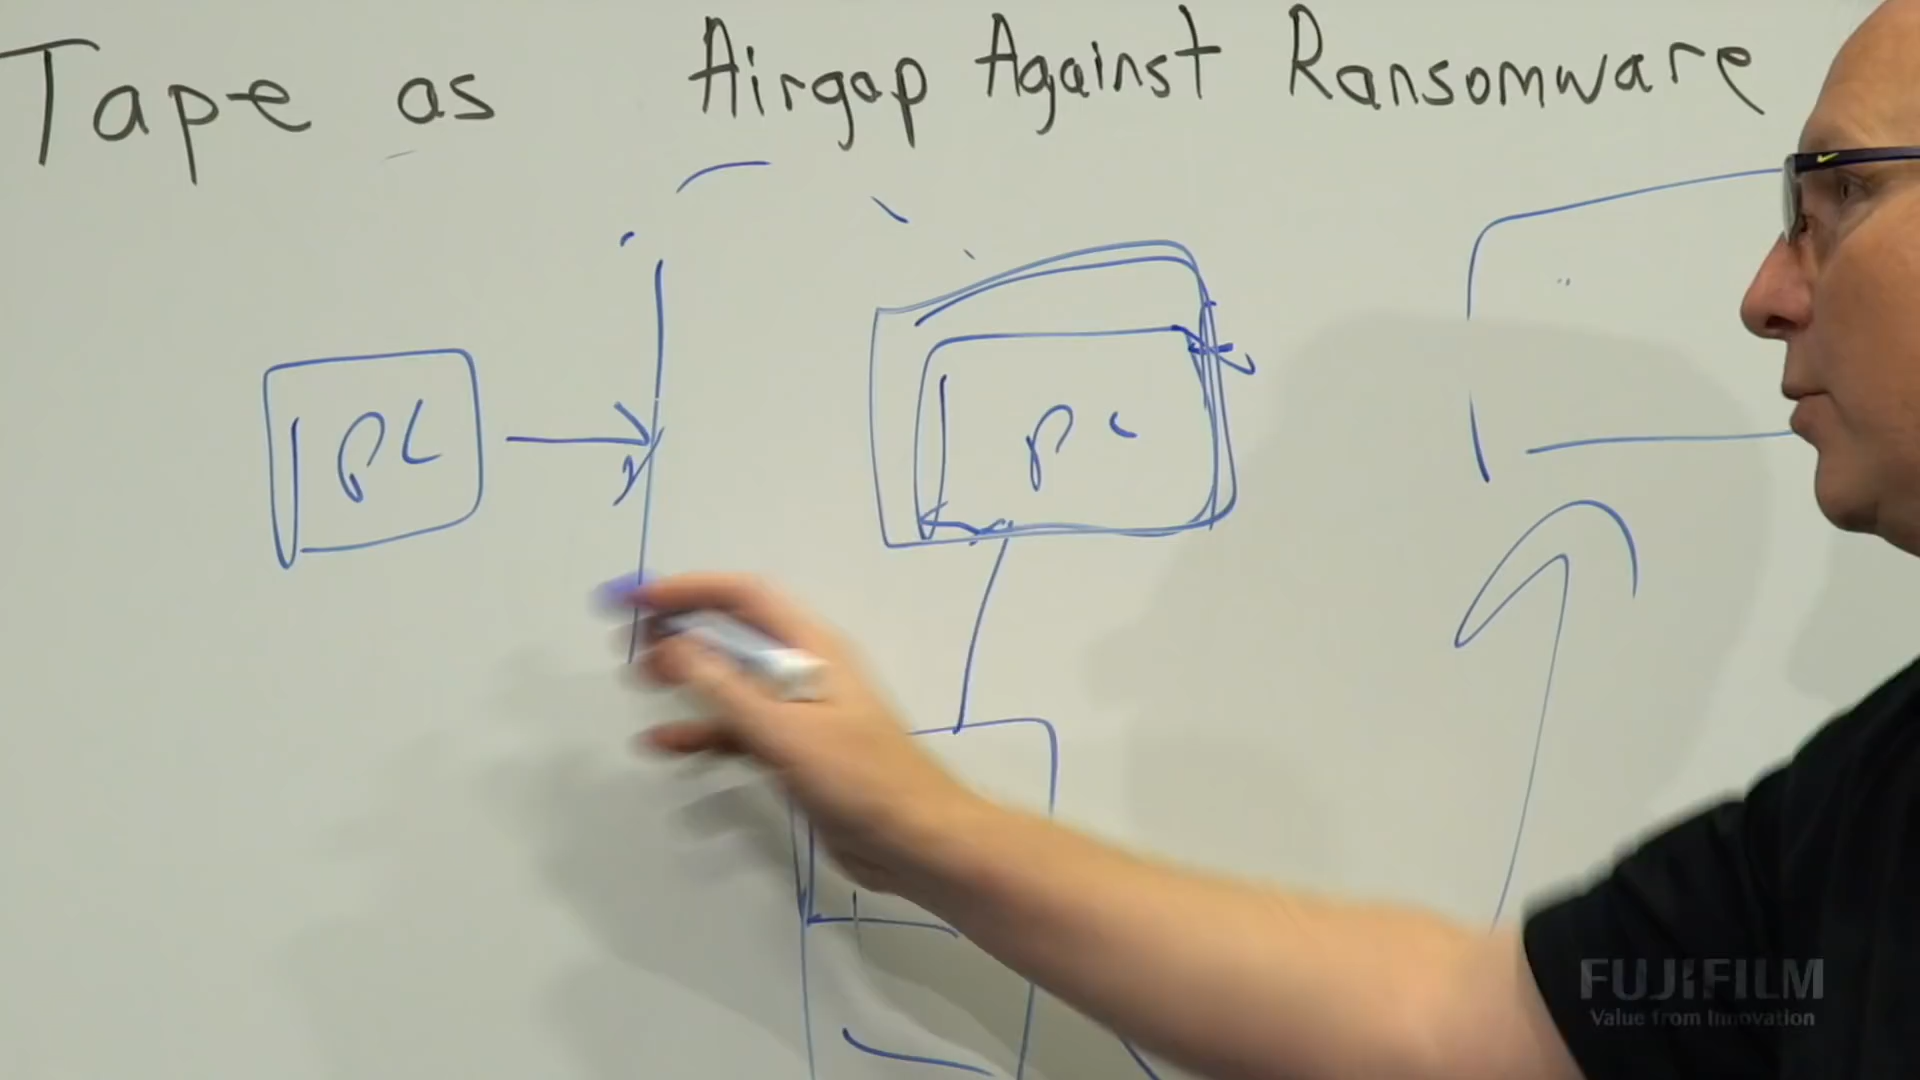 Tape as Airgap Against Ransomware
PC
PC
FUJIFILM
Value from Innovation